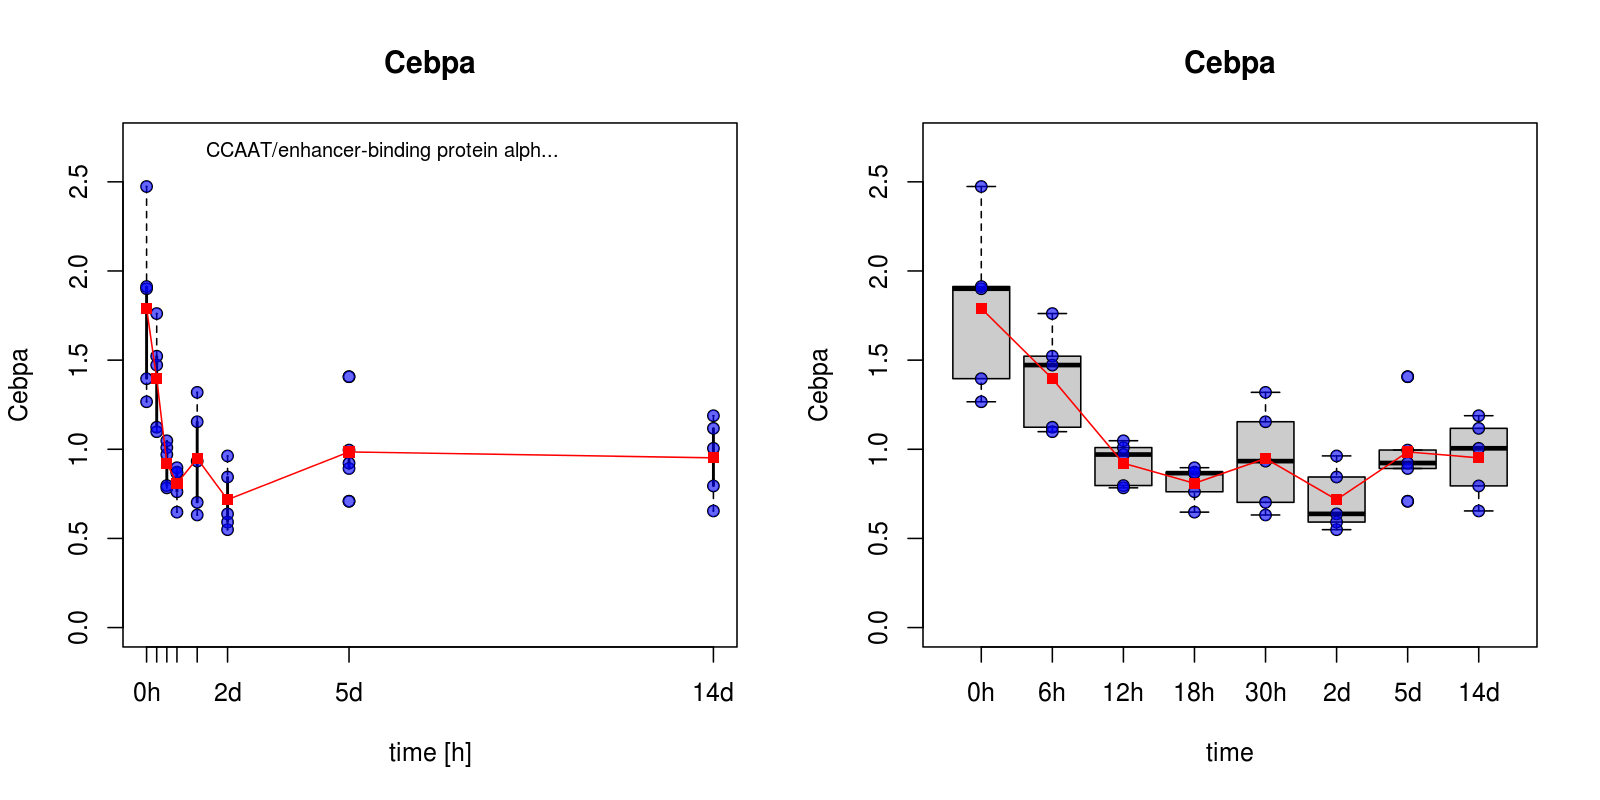 Cebpa
CCAAT/enhancer-binding protein alph...
Cebpa
2.5
2.0
1.5
1.0
0.5
0.0
0h 2d 5d 14d
time [h]
Cebpa
Cebpa
2.5
2.0
1.5
1.0
0.5
0.0
0h 6h 12h 18h 30h 2d 5d 14d
time